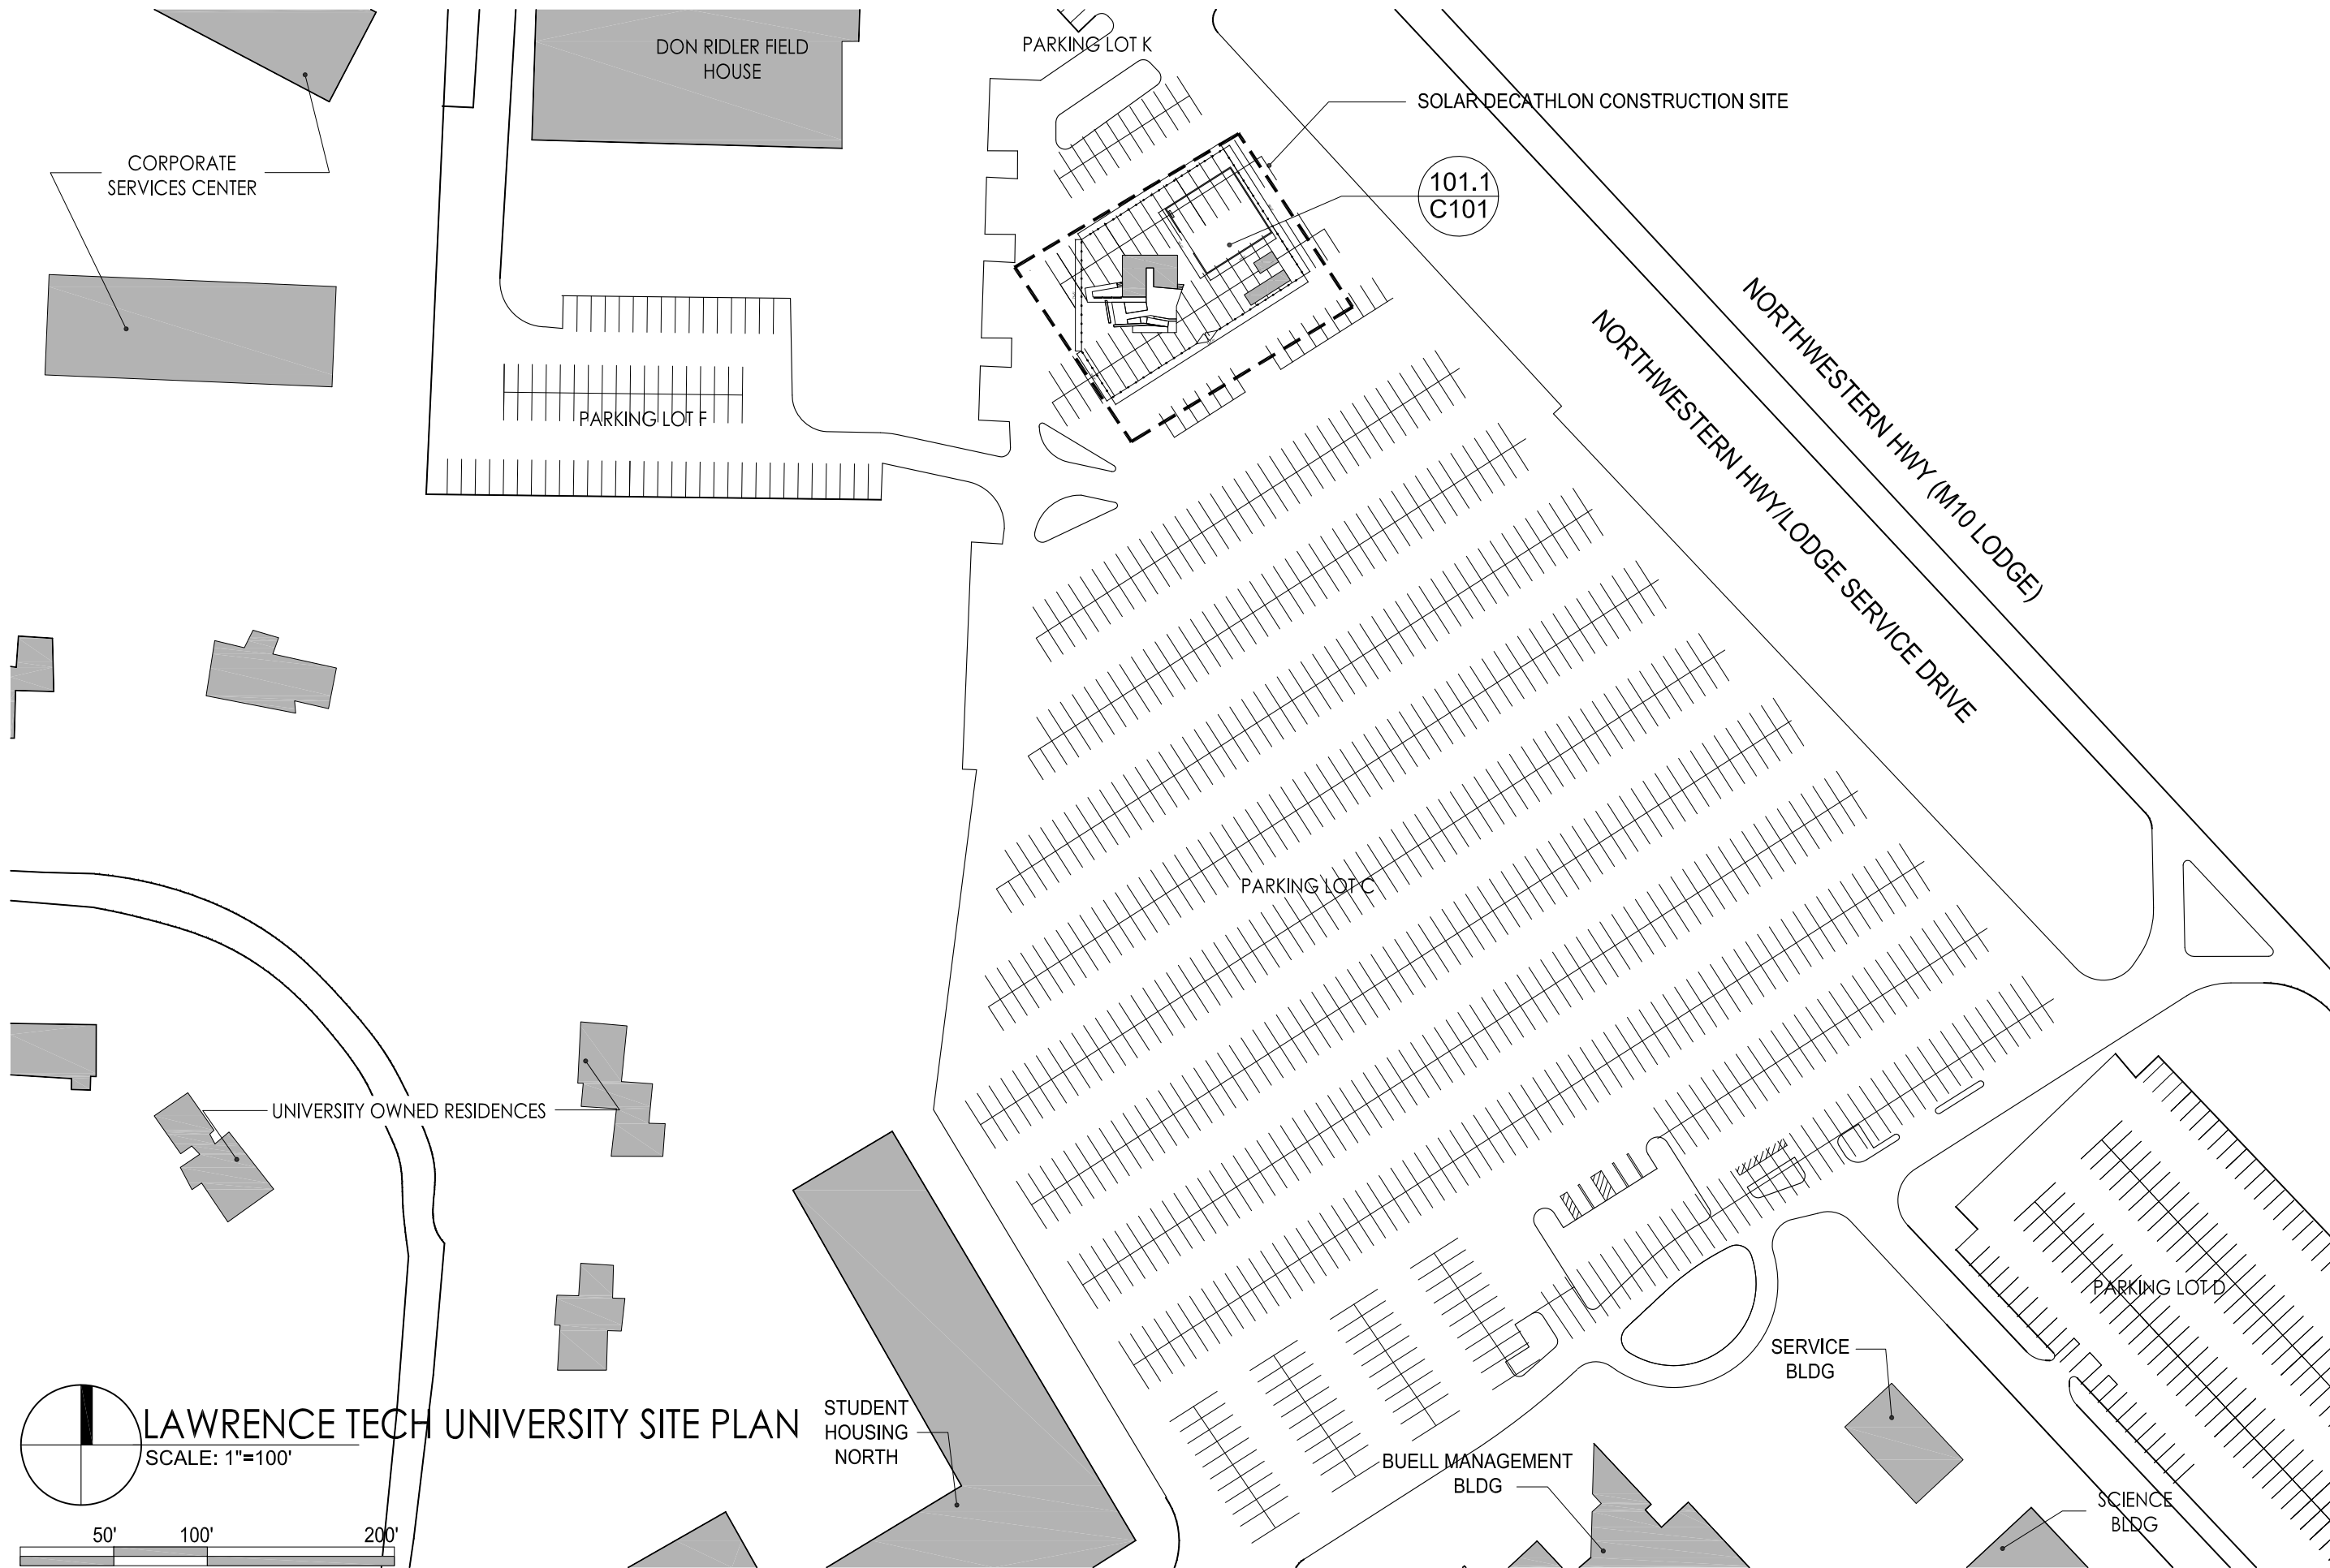 DON RIDLER FIELD
HOUSE
PARKING LOT K
SOLAR DECATHLON CONSTRUCTION SITE
CORPORATE
SERVICES CENTER
101.1
C101
NORTHWESTERN HWY (M10 LODGE)
NORTHWESTERN HWY/LODGE SERVICE DRIVE
PARKING LOT F
PARKING LOT C
UNIVERSITY OWNED RESIDENCES
PARKING LOT D
SERVICE
BLDG
STUDENT
HOUSING
NORTH
LAWRENCE TECH UNIVERSITY SITE PLAN
SCALE: 1"=100'
BUELL MANAGEMENT
BLDG
SCIENCE
BLDG
50' 100' 200'